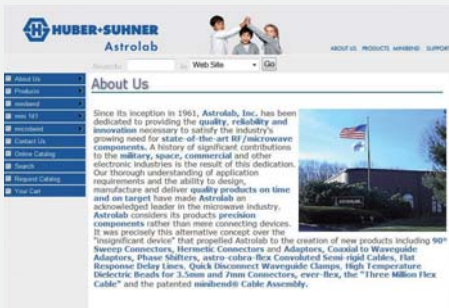 HUBER+SUHNER
Astrolab
ABOUT US PRODUCTS MINIBEND SUPPORT
in Web Site Go
About Us
Products
minibend
mini 141
microbend
Contact Us
Online Catalog
Search
Request Catalog
Your Cart
About Us
Since its inception in 1961, Astrolab, Inc. has been
dedicated to providing the quality, reliability and
innovation necessary to satisfy the industry's
growing need for state-of-the-art RF/microwave
components. A history of significant contributions
to the military, space, commercial and other
electronic industries is the result of this dedication.
Our thorough understanding of application
requirements and the ability to design,
manufacture and deliver quality products on time
and on target have made Astrolab an
acknowledged leader in the microwave industry.
Astrolab considers its products precision
components rather than mere connecting devices.
It was precisely this alternative concept over the
"insignificant device" that propelled Astrolab to the creation of new products including 90°
Sweep Connectors, Hermetic Connectors and Adaptors, Coaxial to Waveguide
Adaptors, Phase Shifters, astro-cobra-flex Convoluted Semi-rigid Cables, Flat
Response Delay Lines, Quick Disconnect Waveguide Clamps, High Temperature
Dielectric Beads for 3.5mm and 7mm Connectors, ever-flex, the "Three Million Flex
Cable" and the patented minibend® Cable Assembly.